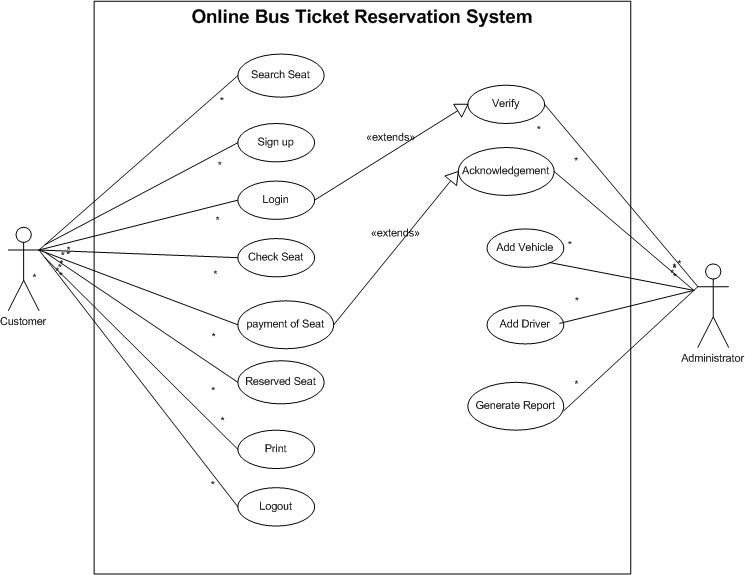 Online Bus Ticket Reservation System
Search Seat
*
Verify
«extends»
*
Sign up
*
*
Acknowledgement
Login
*
«extends»
*
Add Vehicle
* *
Check Seat
*
*
*
*
*
*
*
*
*
*
Customer
payment of Seat
*
*
Add Driver
Administrator
Reserved Seat
*
*
Generate Report
*
Print
*
Logout